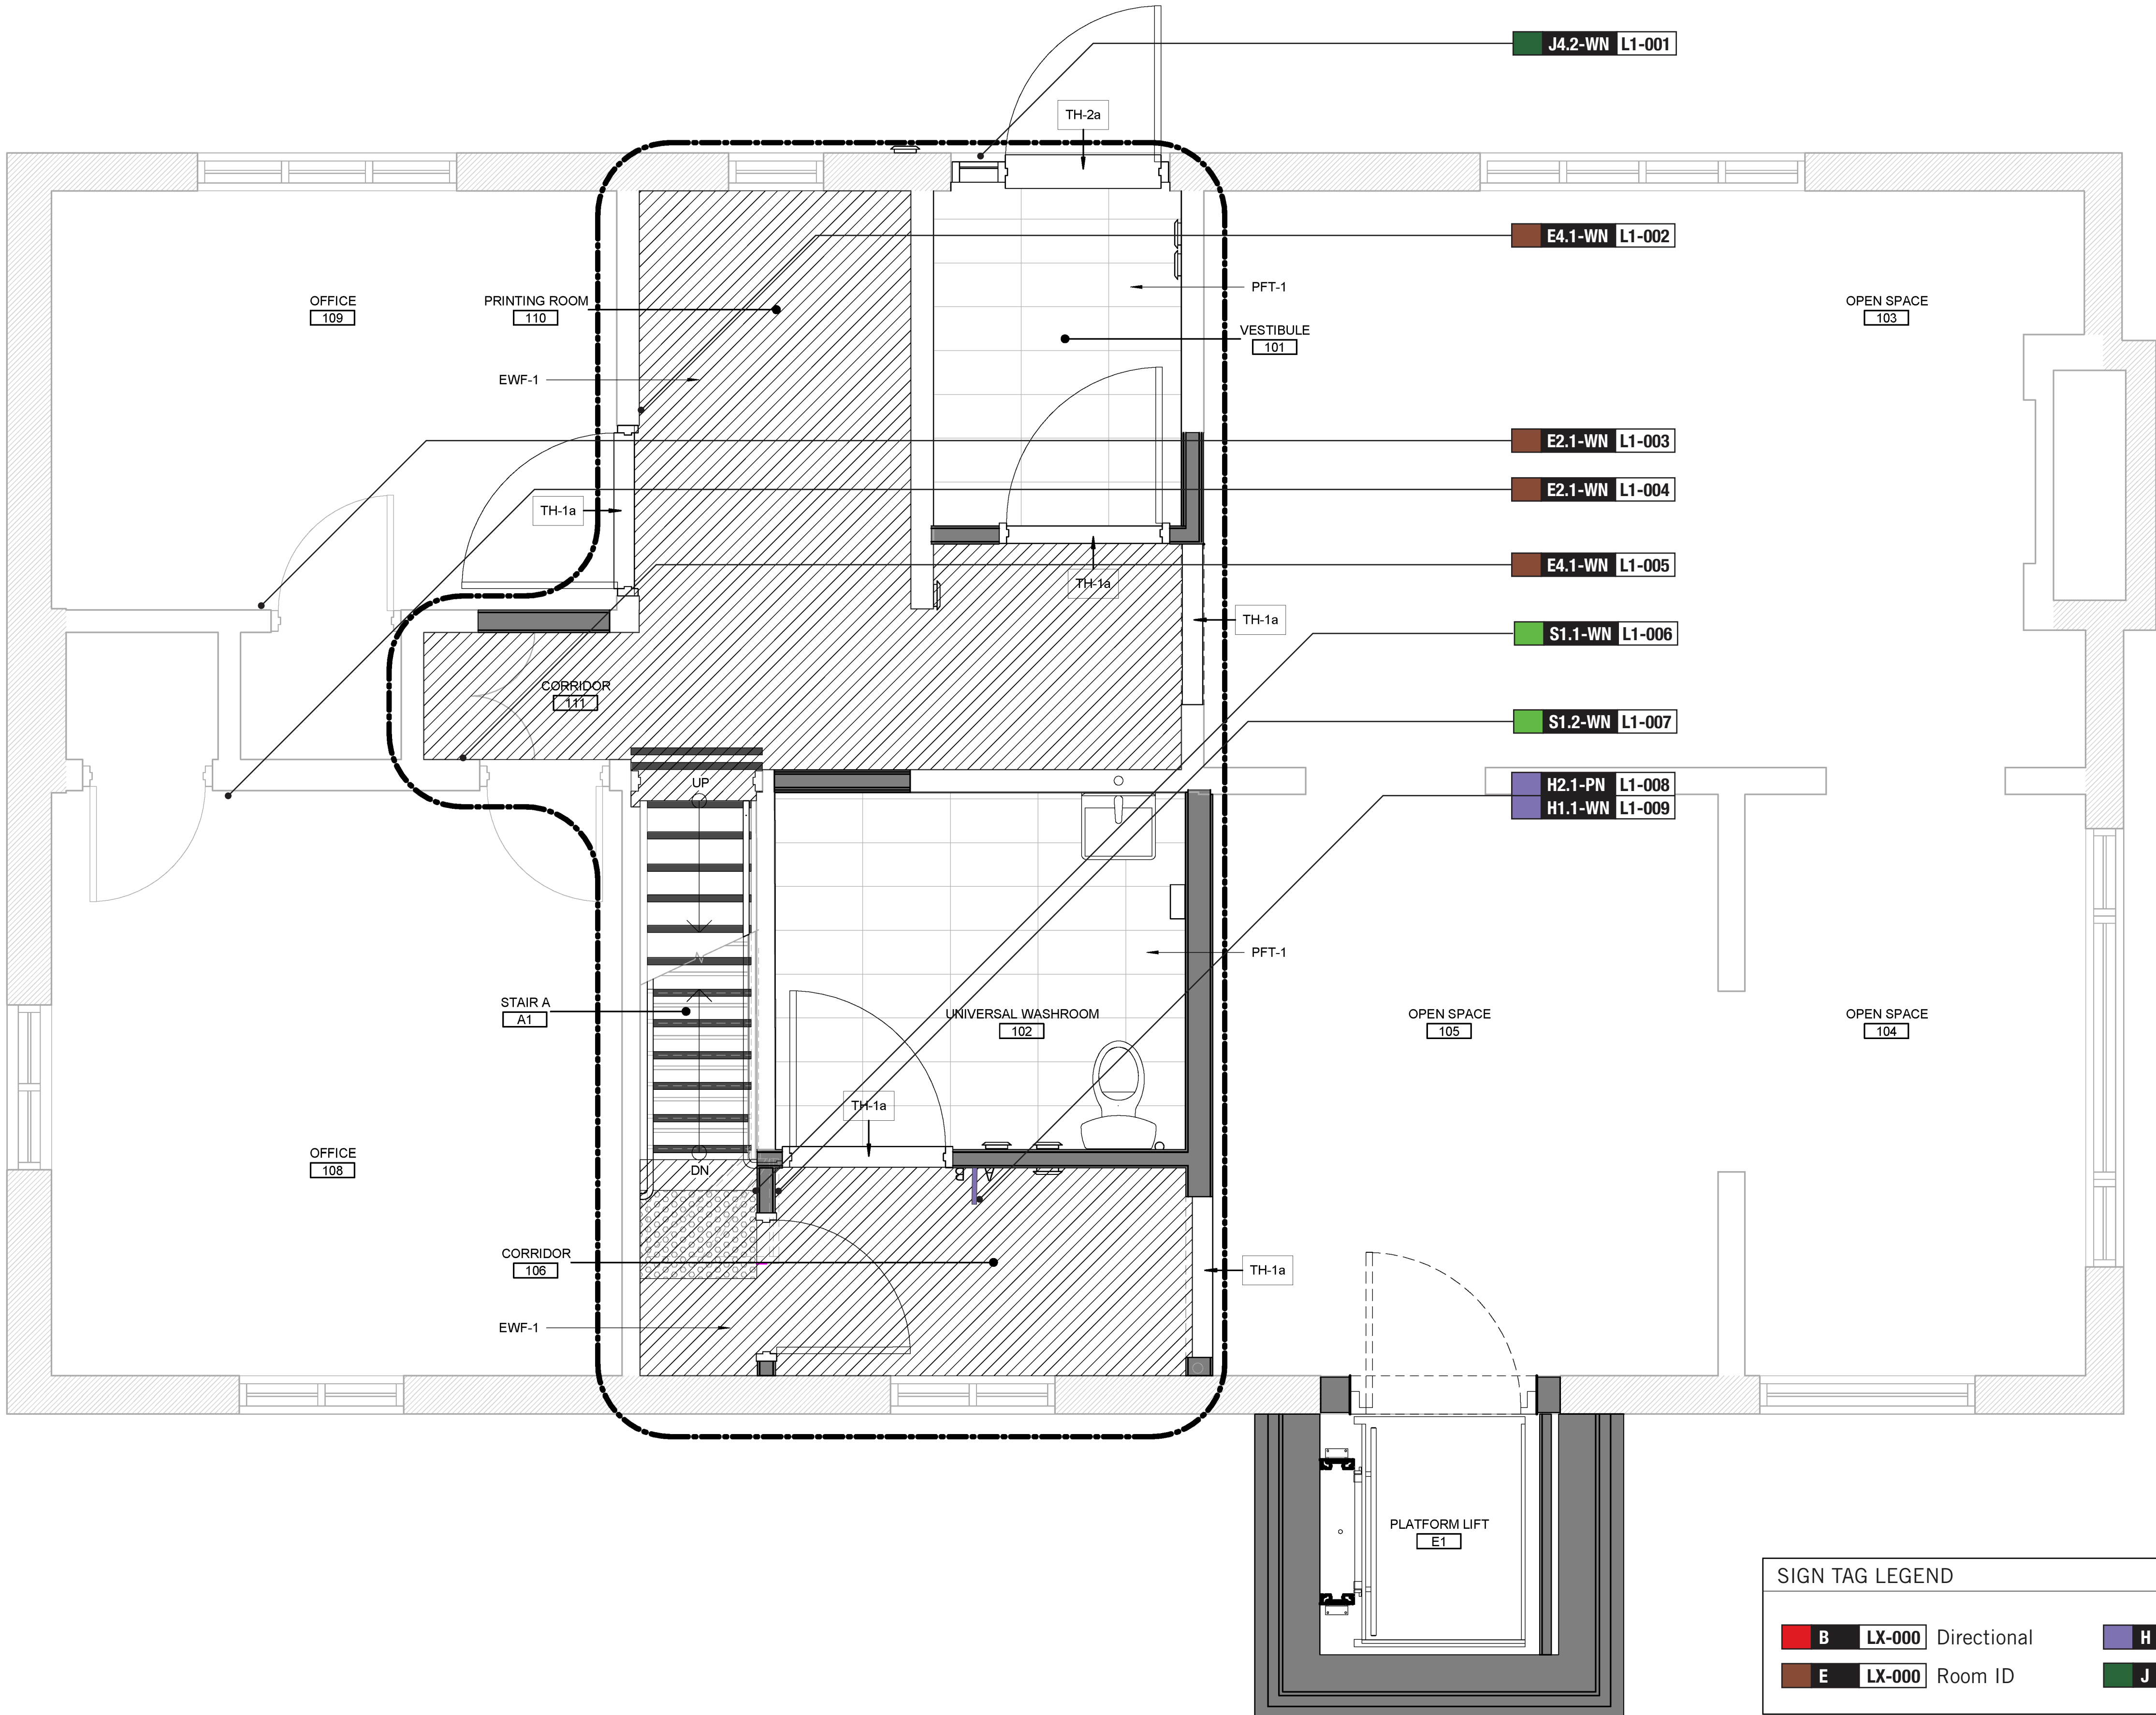 J4.2-WN L1-001
TH-2a
E4.1-WN L1-002
PFT-1
OFFICE
109
PRINTING ROOM
110
OPEN SPACE
103
VESTIBULE
101
EWF-1
E2.1-WN L1-003
E2.1-WN L1-004
TH-1a
E4.1-WN L1-005
TH-1a
TH-1a
S1.1-WN L1-006
CORRIDOR
111
S1.2-WN L1-007
UP
H2.1-PN L1-008
H1.1-WN L1-009
PFT-1
STAIR A
A1
UNIVERSAL WASHROOM
102
OPEN SPACE
105
OPEN SPACE
104
TH-1a
OFFICE
108
DN
B A
CORRIDOR
106
TH-1a
EWF-1
PLATFORM LIFT
E1
SIGN TAG LEGEND
B LX-000 Directional
H
E LX-000 Room ID
J